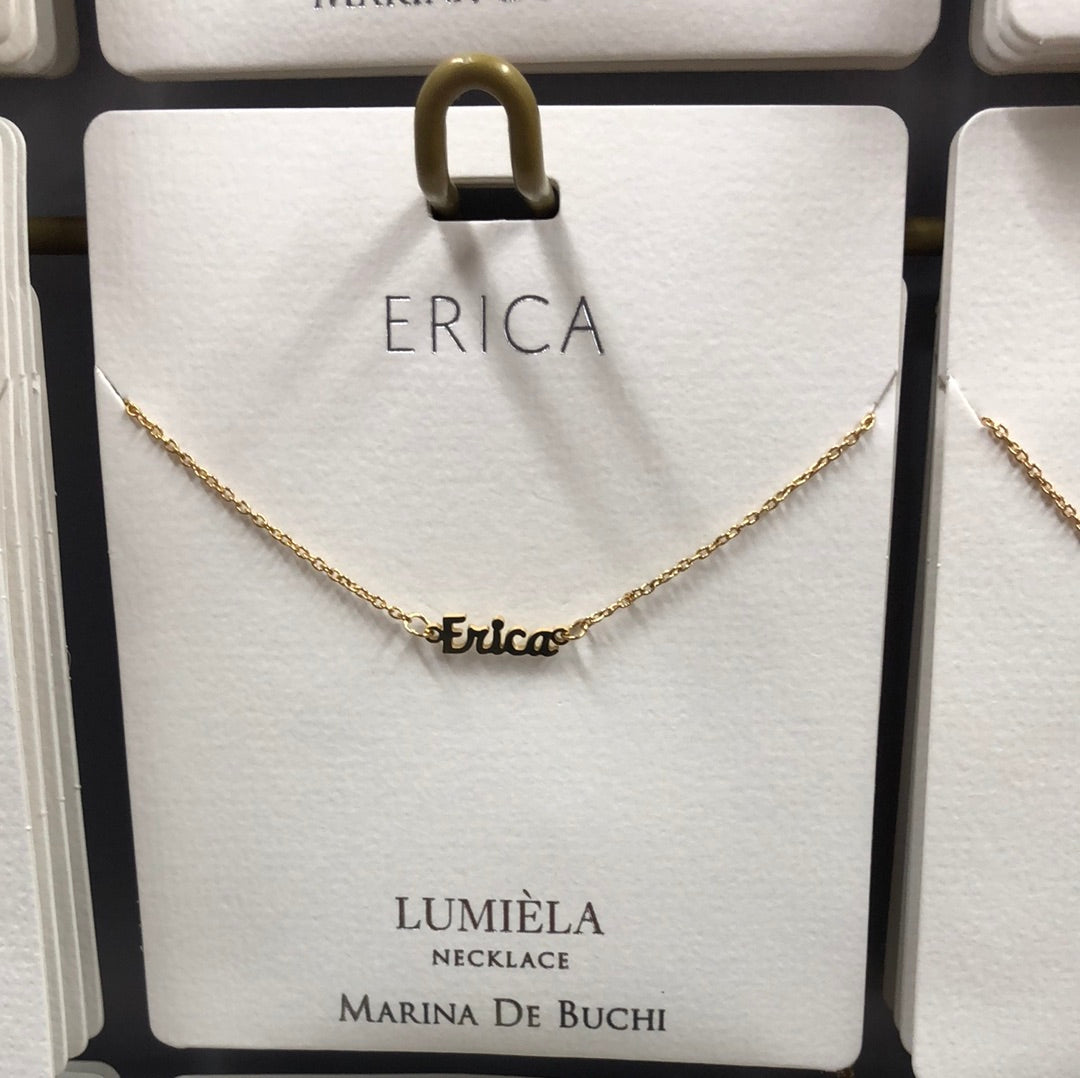 ERICA
Erica
LUMIÈLA
NECKLACE
MARINA DE BUCHI